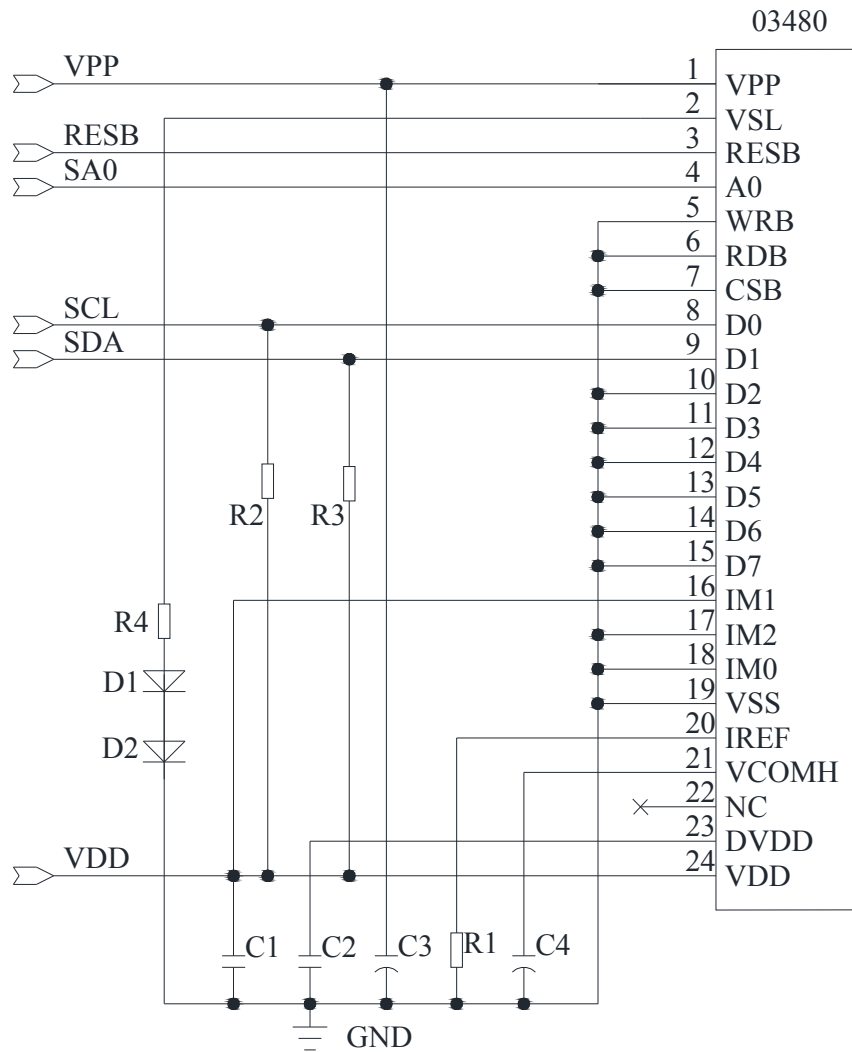 03480
VPP 1 VPP
2 VSL
RESB 3 RESB
SA0 4 A0
5 WRB
6 RDB
7 CSB
SCL 8 D0
SDA 9 D1
10 D2
11 D3
12 D4
13 D5
14 D6
15 D7
R2 R3
16 IM1
R4
17 IM2
18 IM0
D1
19 VSS
20 IREF
D2
21 VCOMH
22 NC
23 DVDD
VDD 24 VDD
C1 C2 C3 R1 C4
GND